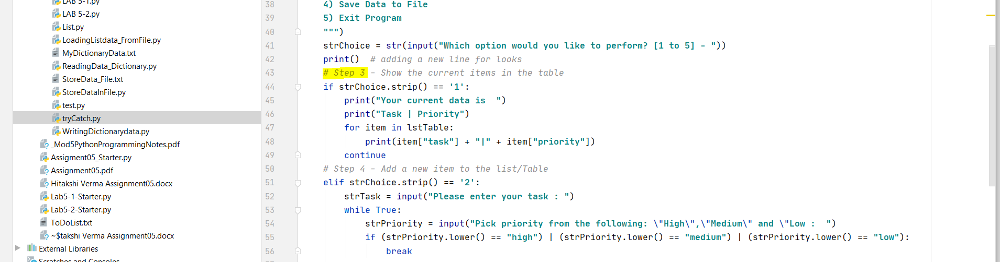 LAB 5-1.py
LAB 5-2.py
List.py
LoadingListdata_FromFile.py
MyDictionaryData.txt
ReadingData_Dictionary.py
StoreData_File.txt
StoreDataInFile.py
test.py
tryCatch.py
WritingDictionarydata.py
_Mod5PythonProgrammingNotes.pdf
Assigment05_Starter.py
Assignment05.pdf
Hitakshi Verma Assignment05.docx
Lab5-1-Starter.py
Lab5-2-Starter.py
ToDoList.txt
~$takshi Verma Assignment05.docx
External Libraries
Scratches and Consoles
38 4) Save Data to File
39 5) Exit Program
40 """)
41 strChoice = str(input("Which option would you like to perform? [1 to 5] - "))
42 print()  # adding a new line for looks
43 # Step 3 - Show the current items in the table
44 if strChoice.strip() == '1':
45 print("Your current data is  ")
46 print("Task | Priority")
47 for item in lstTable:
48 print(item["task"] + "|" + item["priority"])
49 continue
50 # Step 4 - Add a new item to the list/Table
51 elif strChoice.strip() == '2':
52 strTask = input("Please enter your task : ")
53 while True:
54 strPriority = input("Pick priority from the following: \"High\",\"Medium\" and \"Low :  ")
55 if (strPriority.lower() == "high") | (strPriority.lower() == "medium") | (strPriority.lower() == "low"):
56 break